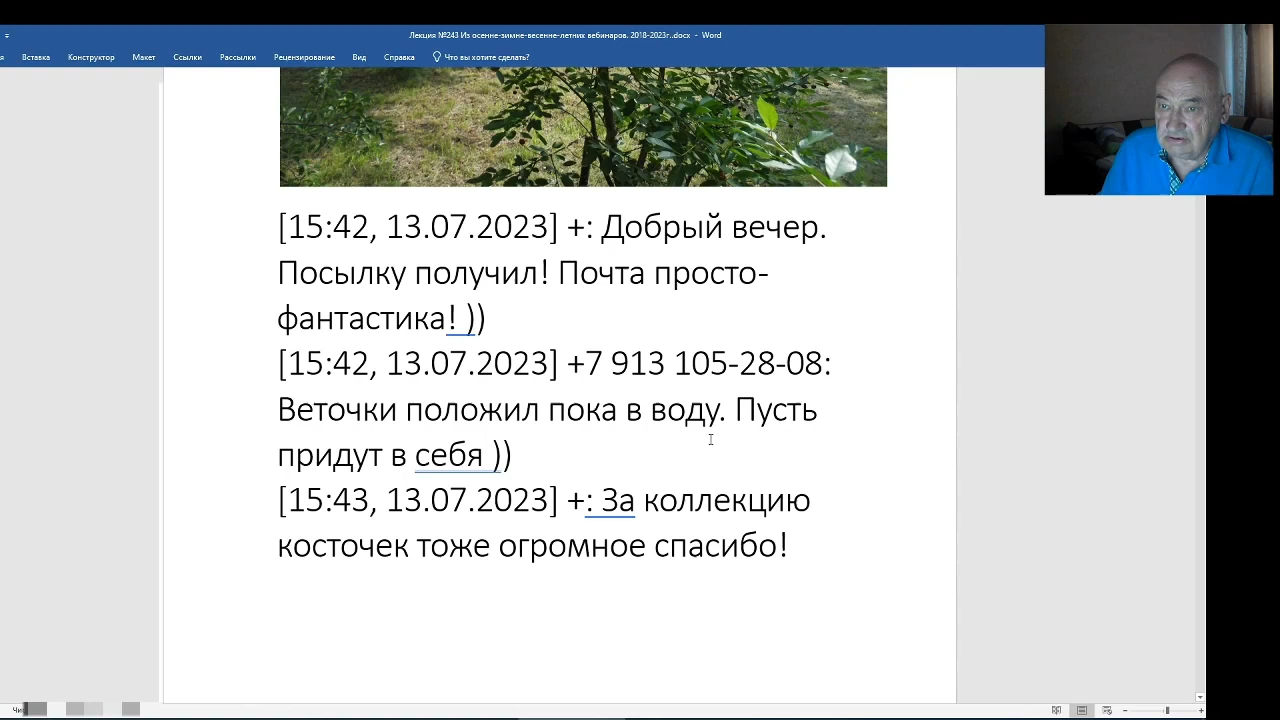 Лекция №243 Из осенне-зимне-весенне-летних вебинаров. 2018-2023г..docx - Word
Вставка Конструктор Макет Ссылки Рассылки Рецензирование Вид Справка Что вы хотите сделать?
[15:42, 13.07.2023] +: Добрый вечер.
Посылку получил! Почта просто-
фантастика! ))
[15:42, 13.07.2023] +7 913 105-28-08:
Веточки положил пока в воду. Пусть
придут в себя ))
[15:43, 13.07.2023] +: За коллекцию
косточек тоже огромное спасибо!